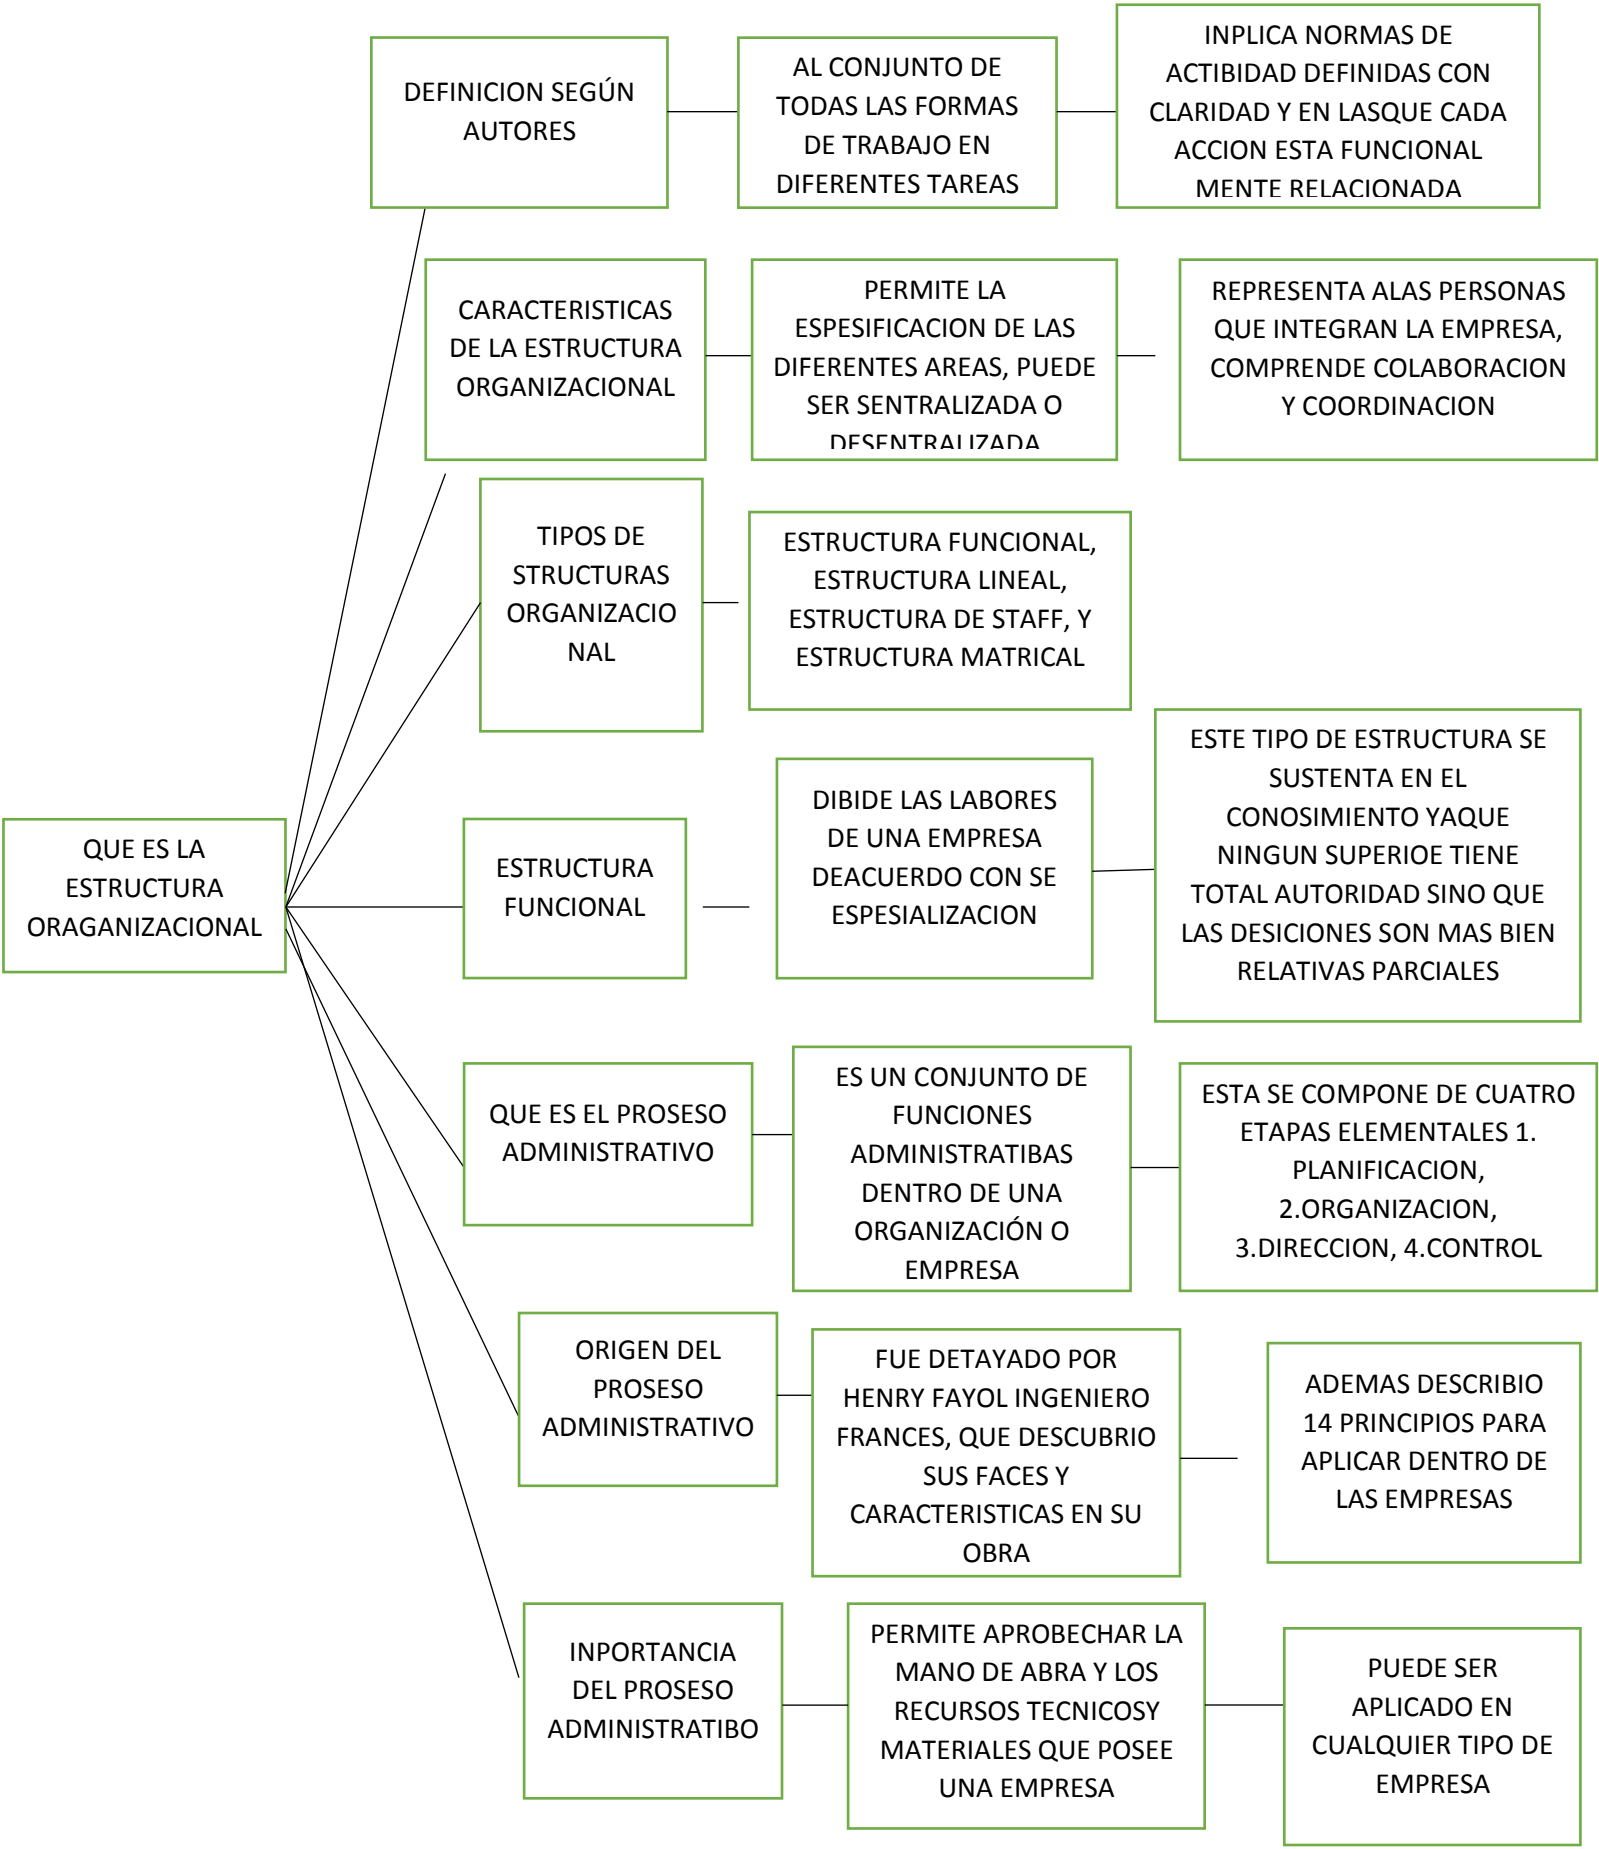 DEFINICION SEGÚN
AUTORES
AL CONJUNTO DE
TODAS LAS FORMAS
DE TRABAJO EN
DIFERENTES TAREAS
INPLICA NORMAS DE
ACTIBIDAD DEFINIDAS CON
CLARIDAD Y EN LASQUE CADA
ACCION ESTA FUNCIONAL
MENTE RELACIONADA
CARACTERISTICAS
DE LA ESTRUCTURA
ORGANIZACIONAL
PERMITE LA
ESPESIFICACION DE LAS
DIFERENTES AREAS, PUEDE
SER SENTRALIZADA O
DESENTRALIZADA
REPRESENTA ALAS PERSONAS
QUE INTEGRAN LA EMPRESA,
COMPRENDE COLABORACION
Y COORDINACION
TIPOS DE
STRUCTURAS
ORGANIZACIO
NAL
ESTRUCTURA FUNCIONAL,
ESTRUCTURA LINEAL,
ESTRUCTURA DE STAFF, Y
ESTRUCTURA MATRICAL
QUE ES LA
ESTRUCTURA
ORAGANIZACIONAL
ESTRUCTURA
FUNCIONAL
DIBIDE LAS LABORES
DE UNA EMPRESA
DEACUERDO CON SE
ESPESIALIZACION
ESTE TIPO DE ESTRUCTURA SE
SUSTENTA EN EL
CONOSIMIENTO YAQUE
NINGUN SUPERIOE TIENE
TOTAL AUTORIDAD SINO QUE
LAS DESICIONES SON MAS BIEN
RELATIVAS PARCIALES
QUE ES EL PROSESO
ADMINISTRATIVO
ES UN CONJUNTO DE
FUNCIONES
ADMINISTRATIBAS
DENTRO DE UNA
ORGANIZACIÓN O
EMPRESA
ESTA SE COMPONE DE CUATRO
ETAPAS ELEMENTALES 1.
PLANIFICACION,
2.ORGANIZACION,
3.DIRECCION, 4.CONTROL
ORIGEN DEL
PROSESO
ADMINISTRATIVO
FUE DETAYADO POR
HENRY FAYOL INGENIERO
FRANCES, QUE DESCUBRIO
SUS FACES Y
CARACTERISTICAS EN SU
OBRA
ADEMAS DESCRIBIO
14 PRINCIPIOS PARA
APLICAR DENTRO DE
LAS EMPRESAS
INPORTANCIA
DEL PROSESO
ADMINISTRATIBO
PERMITE APROBECHAR LA
MANO DE ABRA Y LOS
RECURSOS TECNICOSY
MATERIALES QUE POSEE
UNA EMPRESA
PUEDE SER
APLICADO EN
CUALQUIER TIPO DE
EMPRESA